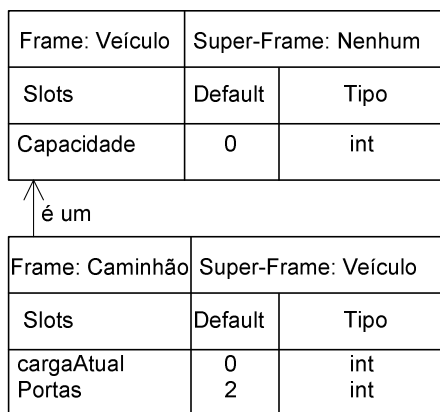 Frame: Veículo Super-Frame: Nenhum
Slots Default Tipo
Capacidade 0 int
é um
Frame: Caminhão Super-Frame: Veículo
Slots Default Tipo
cargaAtual 0 int
Portas 2 int